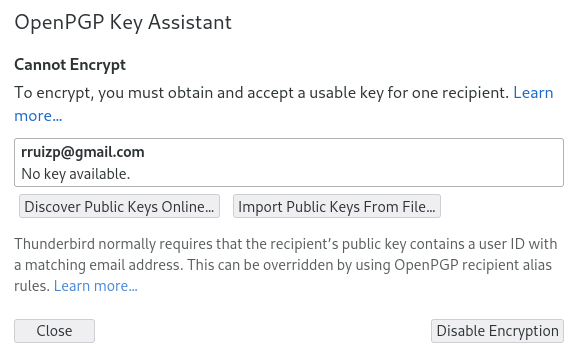 OpenPGP Key Assistant
Cannot Encrypt
To encrypt, you must obtain and accept a usable key for one recipient. Learn
more...
rruizp@gmail.com
No key available.
Discover Public Keys Online... Import Public Keys From File...
Thunderbird normally requires that the recipient's public key contains a user ID with
a matching email address. This can be overridden by using OpenPGP recipient alias
rules. Learn more...
Close Disable Encryption